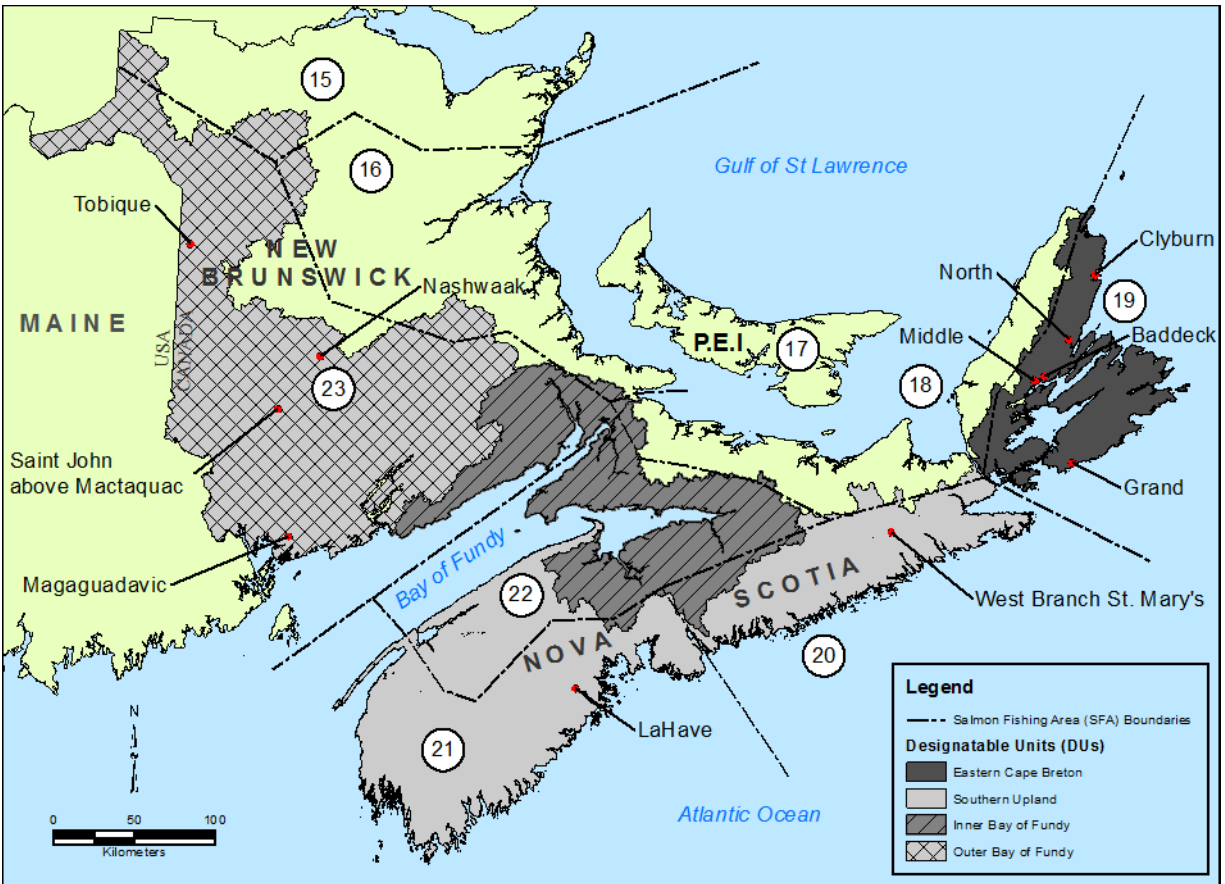 15
16
Gulf of St Lawrence
Tobique
NEW
BRUNSWICK
Clyburn
North
19
Nashwaak
MAINE
USA
CANADA
P.E.I
17
Middle
Baddeck
18
23
Saint John
above Mactaquac
Grand
Magaguadavic
Bay of Fundy
22
SCOTIA
West Branch St. Mary's
NOVA
20
LaHave
21
Atlantic Ocean
N
0 50 100
Kilometers
Legend
Salmon Fishing Area (SFA) Boundaries
Designatable Units (DUs)
Eastern Cape Breton
Southern Upland
Inner Bay of Fundy
Outer Bay of Fundy